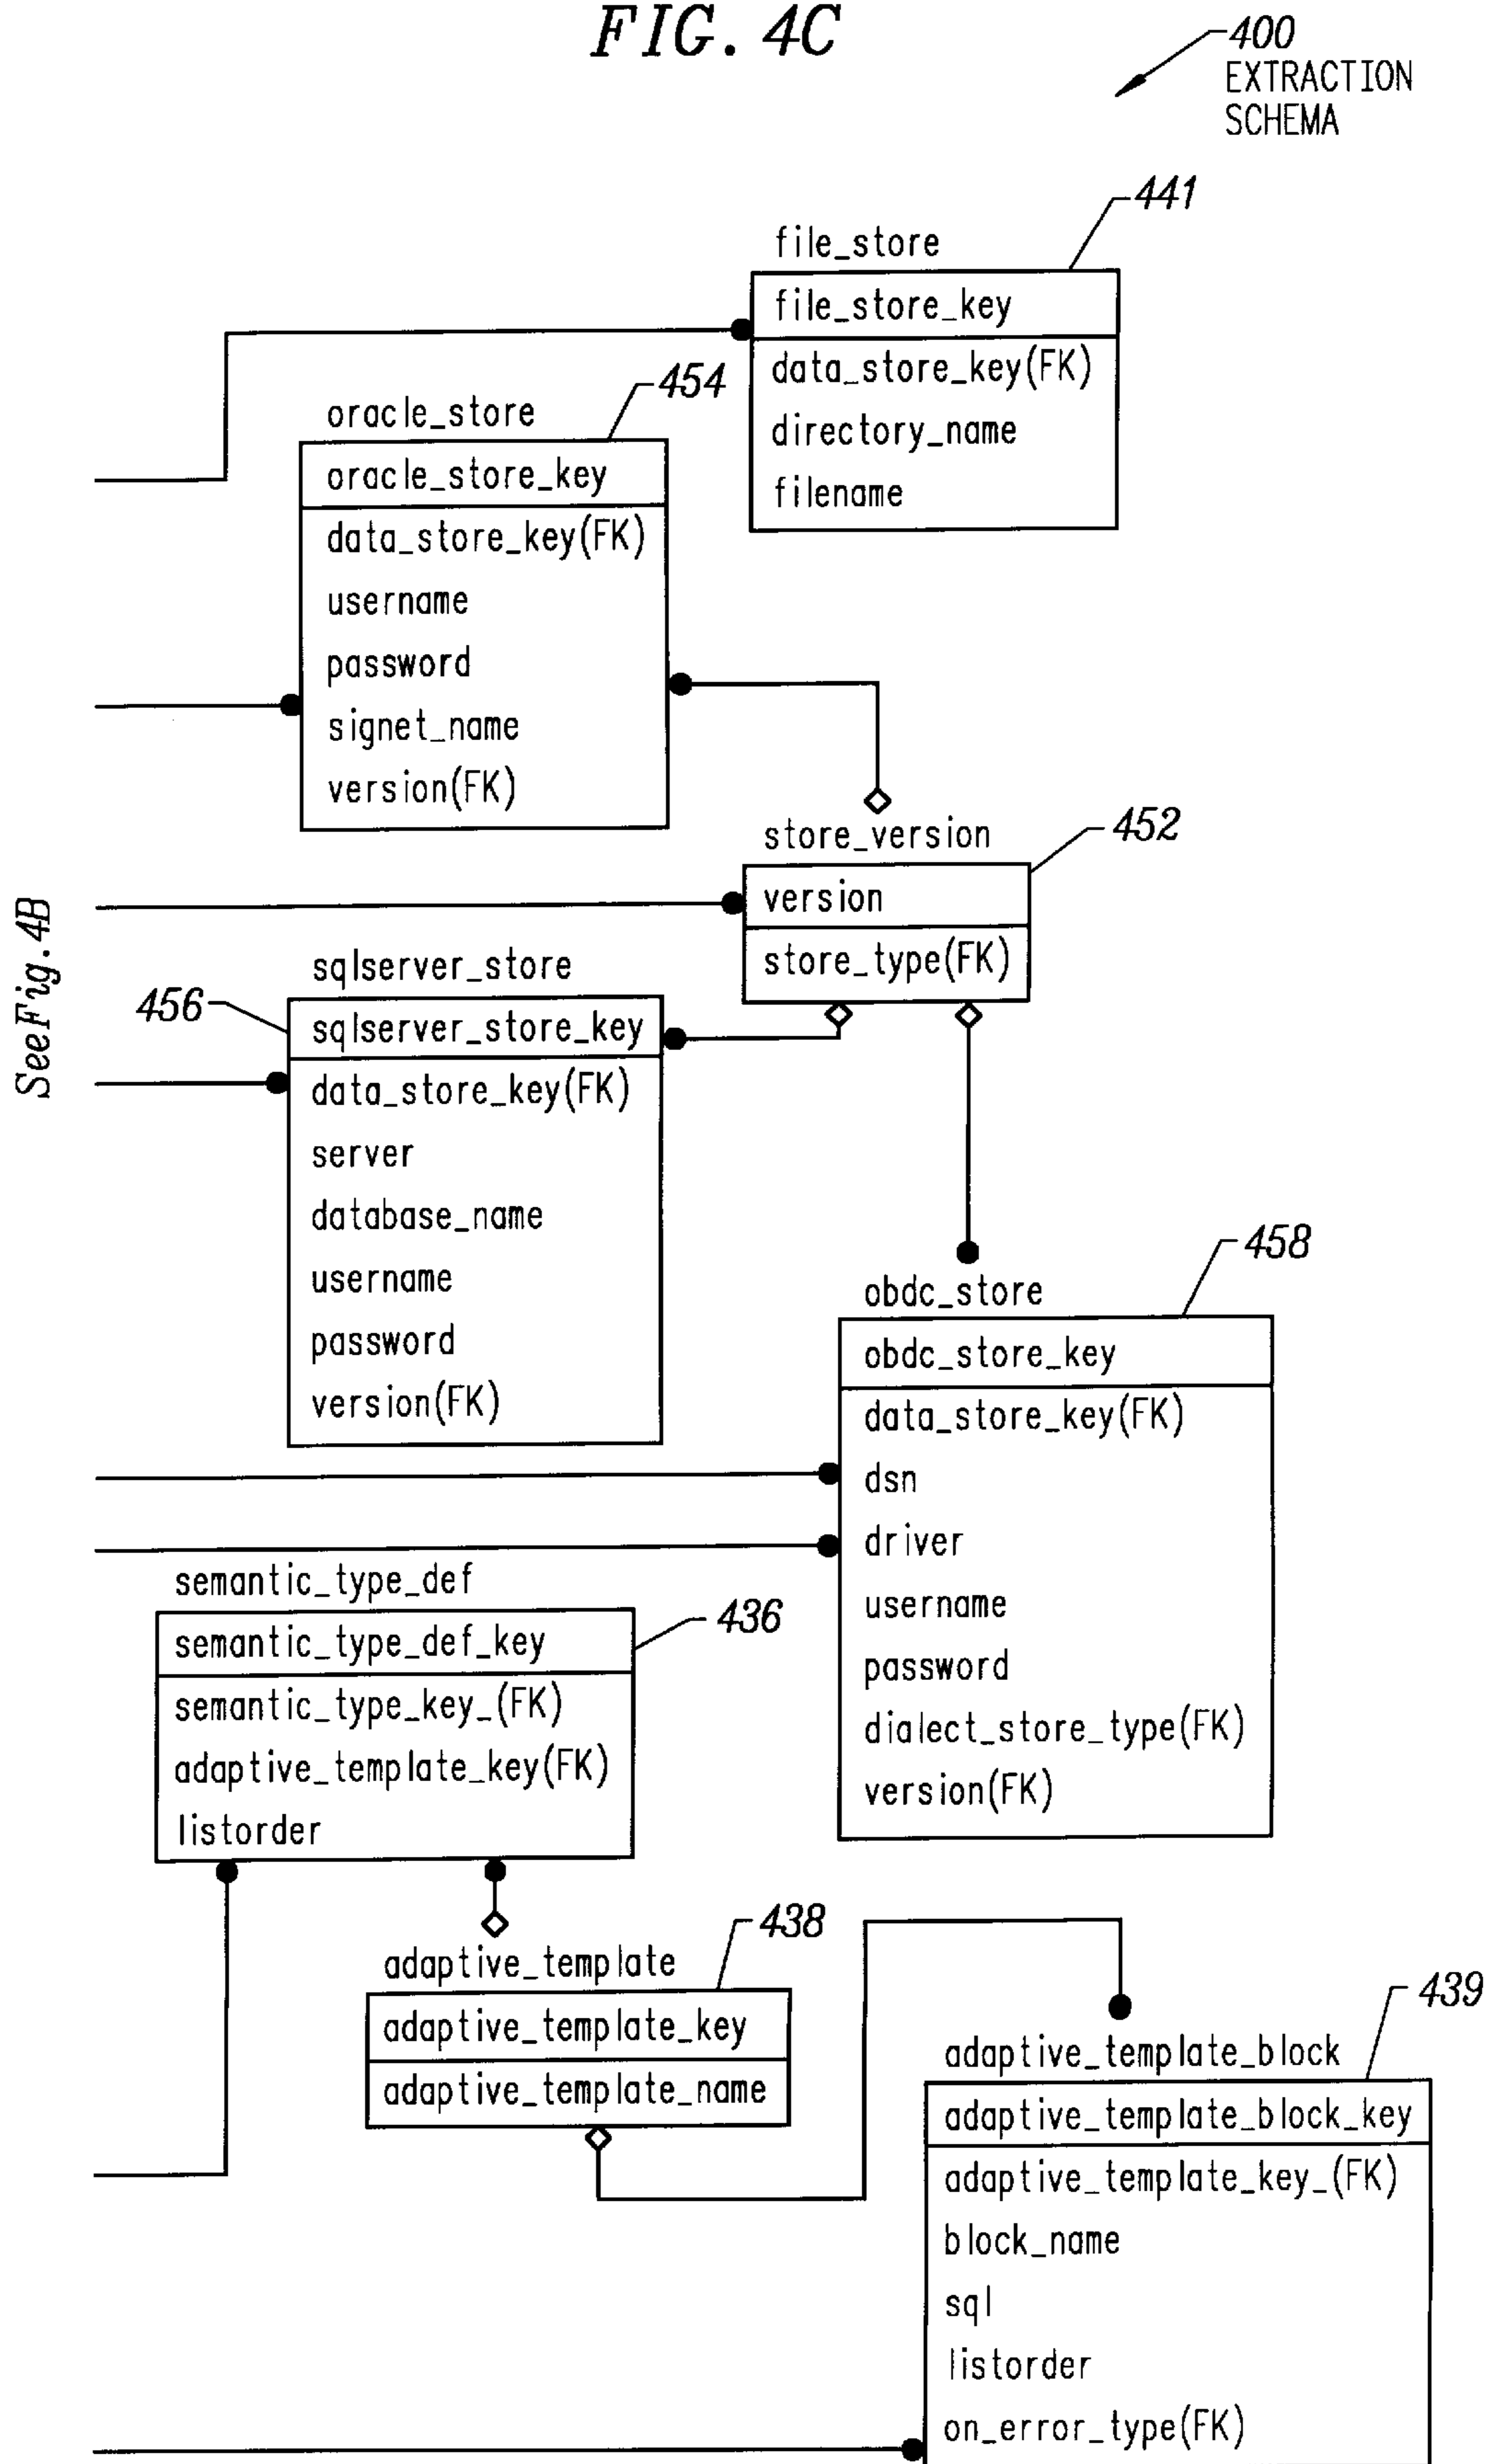 FIG. 4C
400
EXTRACTION
SCHEMA
441
file_store
file_store_key
data_store_key(FK)
directory_name
filename
454
oracle_store
oracle_store_key
data_store_key(FK)
username
password
signet_name
version(FK)
452
store_version
version
store_type(FK)
SeeFig.4B
456
sqlserver_store
sqlserver_store_key
data_store_key(FK)
server
database_name
username
password
version(FK)
458
obdc_store
obdc_store_key
data_store_key(FK)
dsn
driver
username
password
dialect_store_type(FK)
version(FK)
436
semantic_type_def
semantic_type_def_key
semantic_type_key_(FK)
adaptive_template_key(FK)
listorder
438
adaptive_template
adaptive_template_key
adaptive_template_name
439
adaptive_template_block
adaptive_template_block_key
adaptive_template_key_(FK)
block_name
sql
listorder
on_error_type(FK)